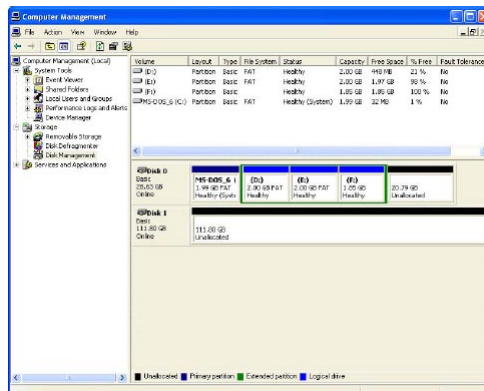 Computer Management
File Action View Window Help
Computer Management (Local)
System Tools
Event Viewer
Shared Folders
Local Users and Groups
Performance Logs and Alerts
Device Manager
Storage
Removable Storage
Disk Defragmenter
Disk Management
Services and Applications
Volume Layout Type File System Status Capacity Free Space % Free Fault Tolerance
(D:) Partition Basic FAT Healthy 2.00 GB 448 MB 21 % No
(E:) Partition Basic FAT Healthy 2.00 GB 1.97 GB 98 % No
(F:) Partition Basic FAT Healthy 1.85 GB 1.85 GB 100 % No
MS-DOS_6 (C:) Partition Basic FAT Healthy (System) 1.99 GB 32 MB 1 % No
Disk 0
Basic
28.63 GB
Online
MS-DOS_6 (
1.99 GB FAT
Healthy (Syste
(D:)
2.00 GB FAT
Healthy
(E:)
2.00 GB FAT
Healthy
(F:)
1.85 GB
Healthy
20.79 GB
Unallocated
Disk 1
Basic
111.80 GB
Online
111.80 GB
Unallocated
Unallocated Primary partition Extended partition Logical drive